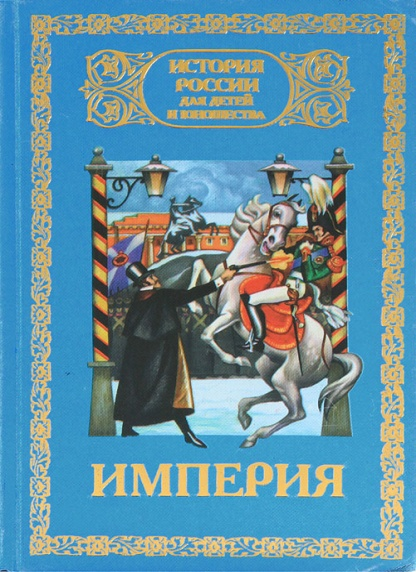 ИСТОРИЯ
РОССИИ
ДЛЯ ДЕТЕЙ
И ЮНОШЕСТВА
ИМПЕРИЯ